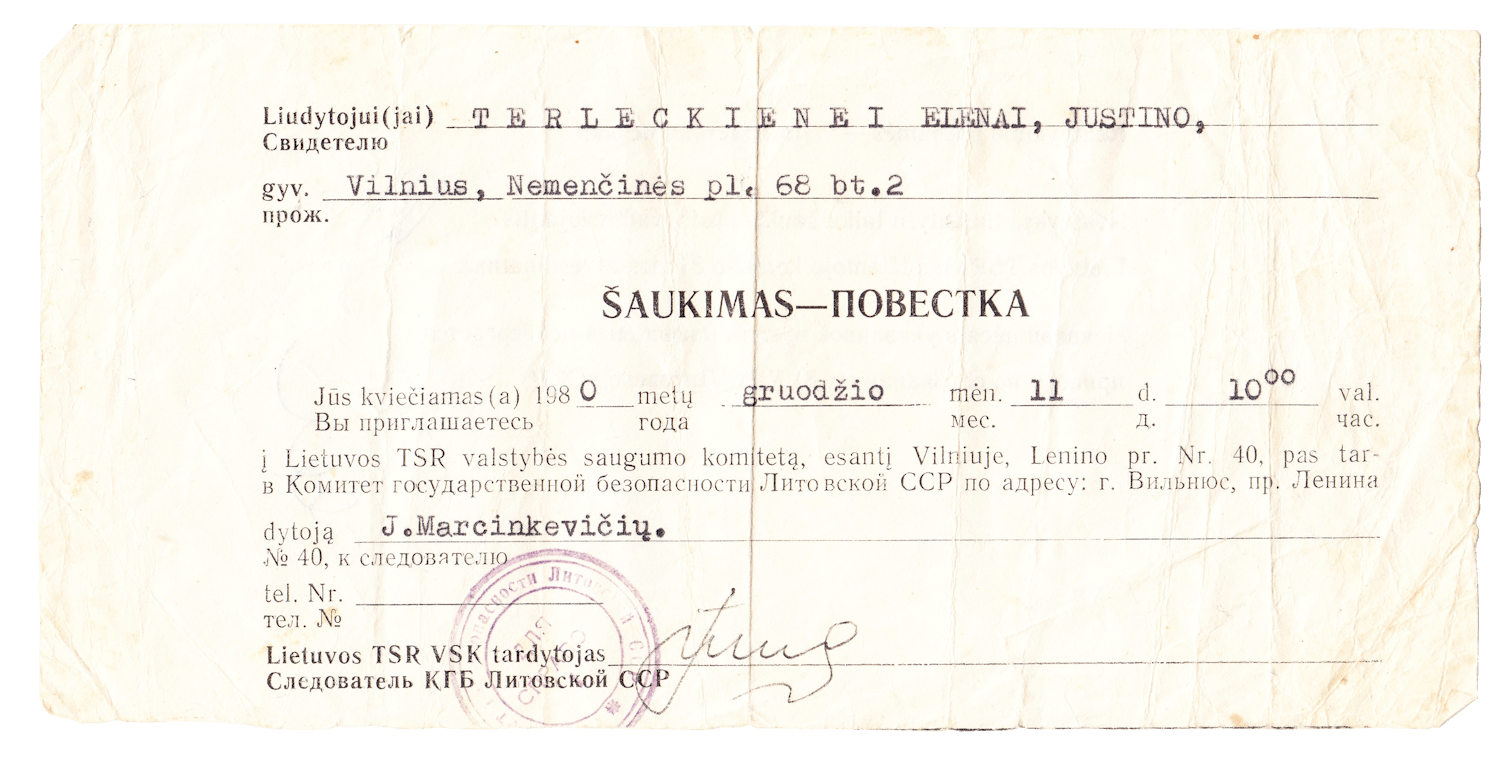 Liudytojui(jai) T E R L E C K I E N E I ELENAI, JUSTINO,
Свидетелю
gyv. Vilnius, Nemenčinės pl. 68 bt.2
прож.
ŠAUKIMAS—ПОВЕСТКА
Jūs kviečiamas(a) 1980 metų gruodžio mėn. 11 d. 10⁰⁰ val.
Вы приглашаетесь года мес. д. час.
į Lietuvos TSR valstybės saugumo komitetą, esantį Vilniuje, Lenino pr. Nr. 40, pas tar-
в Комитет государственной безопасности Литовской ССР по адресу: г. Вильнюс, пр. Ленина
dytoją J.Marcinkevičių.
№ 40, к следователю
tel. Nr.
тел. №
Lietuvos TSR VSK tardytojas
Следователь КГБ Литовской ССР